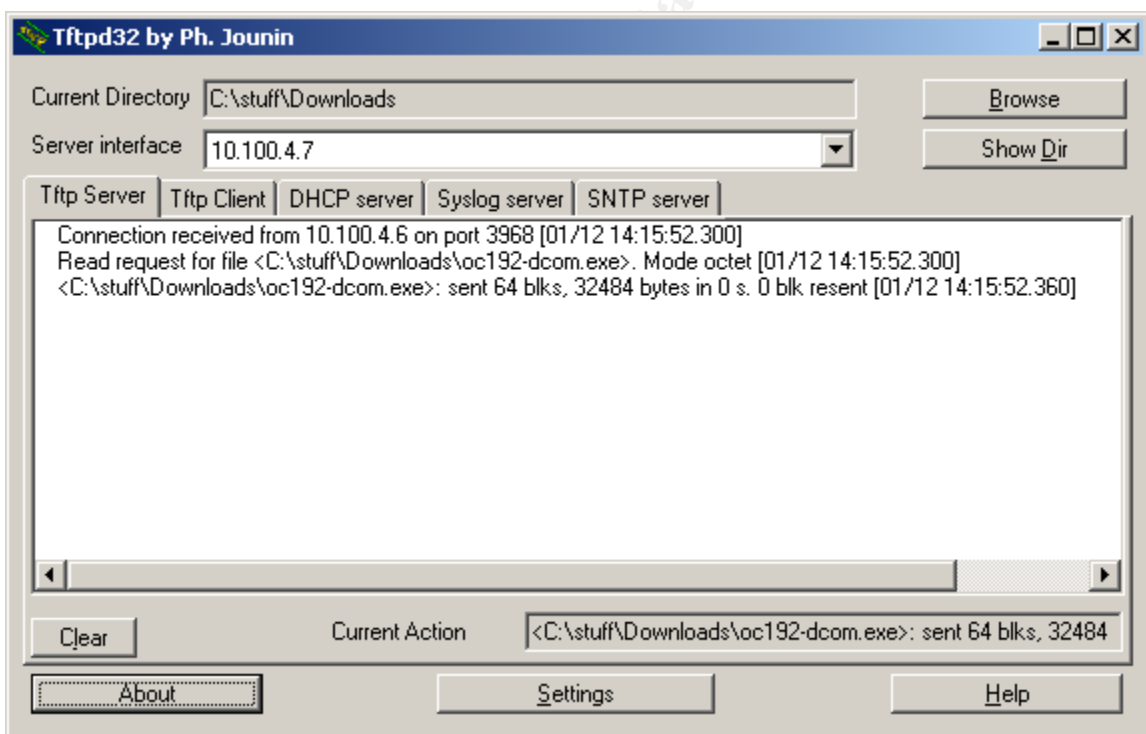 Tftpd32 by Ph. Jounin
Current Directory C:\stuff\Downloads Browse
Server interface 10.100.4.7 Show Dir
Tftp Server Tftp Client DHCP server Syslog server SNTP server
Connection received from 10.100.4.6 on port 3968 [01/12 14:15:52.300]
Read request for file <C:\stuff\Downloads\oc192-dcom.exe>. Mode octet [01/12 14:15:52.300]
<C:\stuff\Downloads\oc192-dcom.exe>: sent 64 blks, 32484 bytes in 0 s. 0 blk resent [01/12 14:15:52.360]
Clear Current Action <C:\stuff\Downloads\oc192-dcom.exe>: sent 64 blks, 32484
About Settings Help